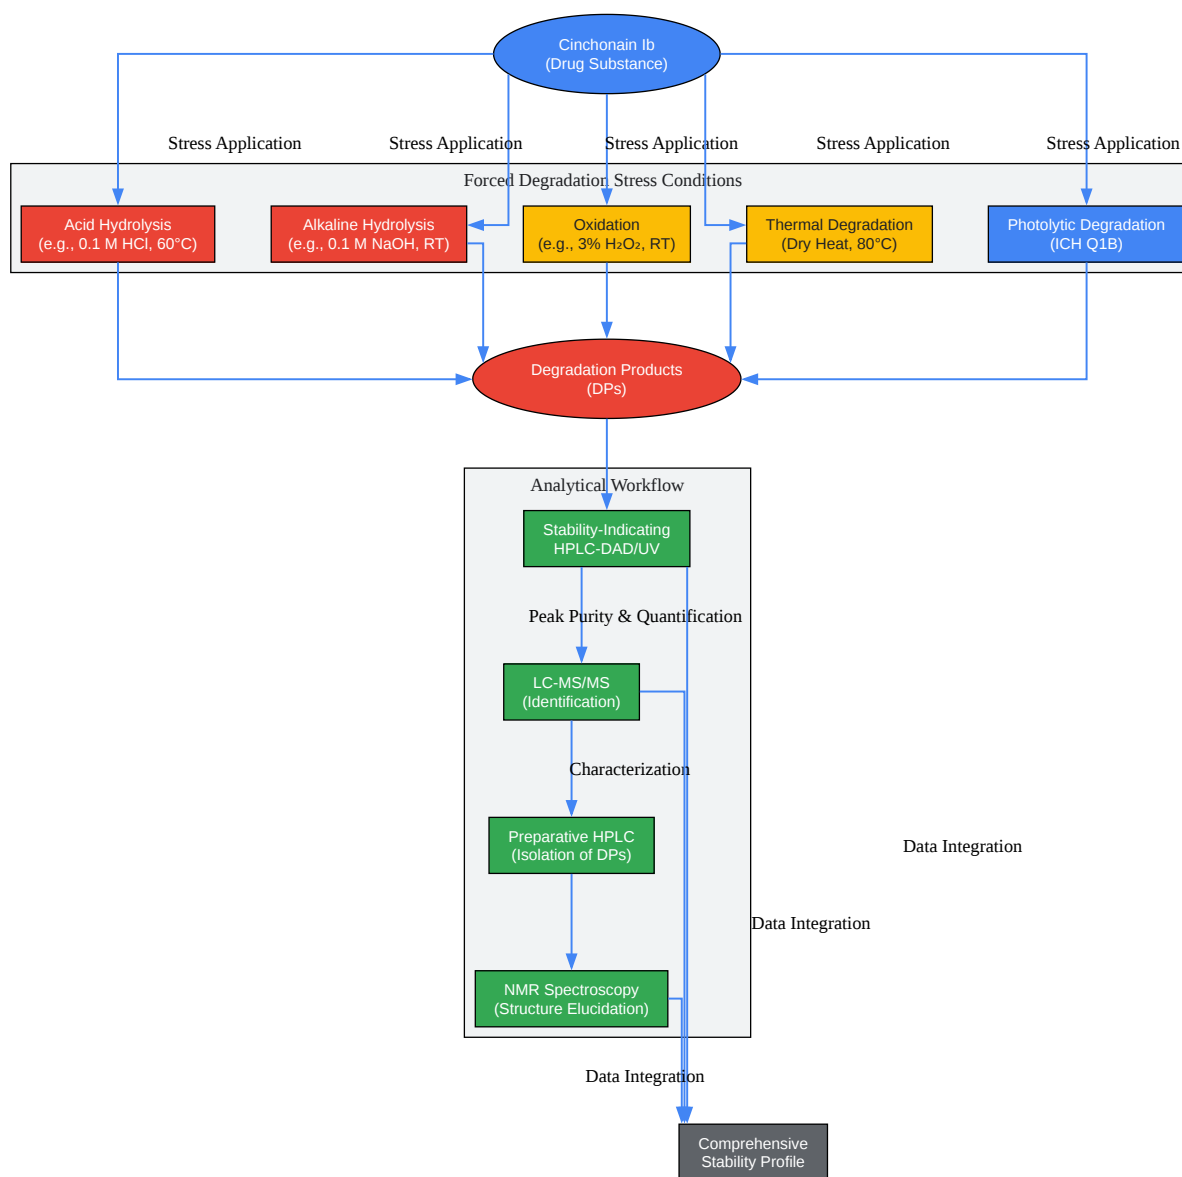 Cinchonain Ib
(Drug Substance)
Stress Application
Stress Application
Stress Application
Stress Application
Stress Application
Forced Degradation Stress Conditions
Acid Hydrolysis
(e.g., 0.1 M HCl, 60°C)
Alkaline Hydrolysis
(e.g., 0.1 M NaOH, RT)
Oxidation
(e.g., 3% H₂O₂, RT)
Thermal Degradation
(Dry Heat, 80°C)
Photolytic Degradation
(ICH Q1B)
Degradation Products
(DPs)
Analytical Workflow
Stability-Indicating
HPLC-DAD/UV
Peak Purity & Quantification
LC-MS/MS
(Identification)
Characterization
Preparative HPLC
(Isolation of DPs)
Data Integration
Data Integration
NMR Spectroscopy
(Structure Elucidation)
Data Integration
Comprehensive
Stability Profile